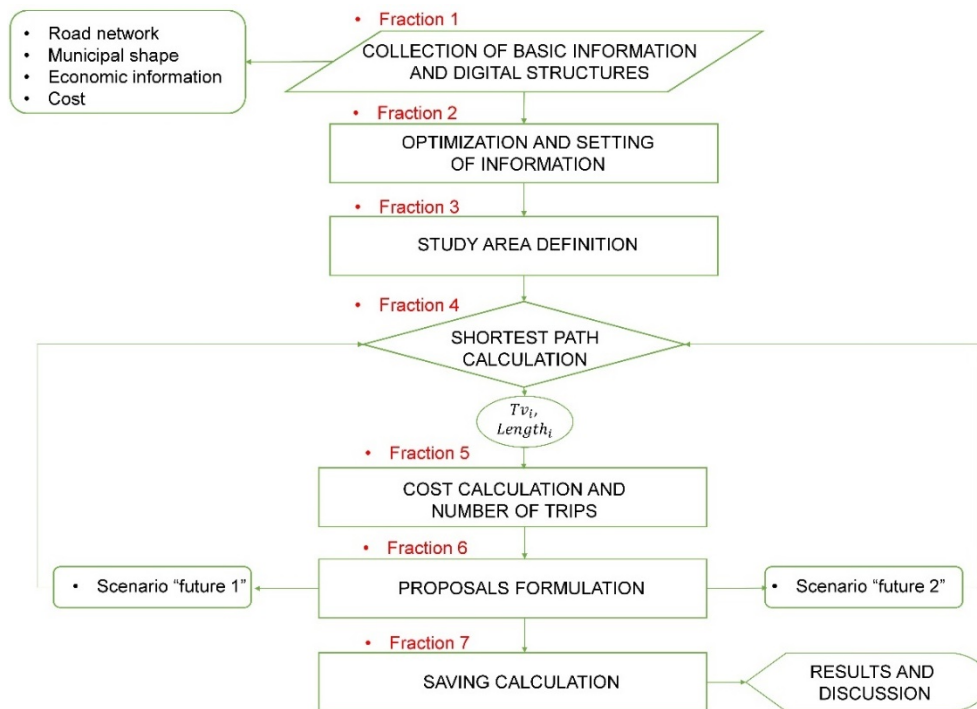 • Fraction 1
• Road network
• Municipal shape
• Economic information
• Cost
COLLECTION OF BASIC INFORMATION
AND DIGITAL STRUCTURES
• Fraction 2
OPTIMIZATION AND SETTING
OF INFORMATION
• Fraction 3
STUDY AREA DEFINITION
• Fraction 4
SHORTEST PATH
CALCULATION
Tv_i,
Length_i
• Fraction 5
COST CALCULATION AND
NUMBER OF TRIPS
• Fraction 6
• Scenario “future 1”
PROPOSALS FORMULATION
• Scenario “future 2”
• Fraction 7
SAVING CALCULATION
RESULTS AND
DISCUSSION